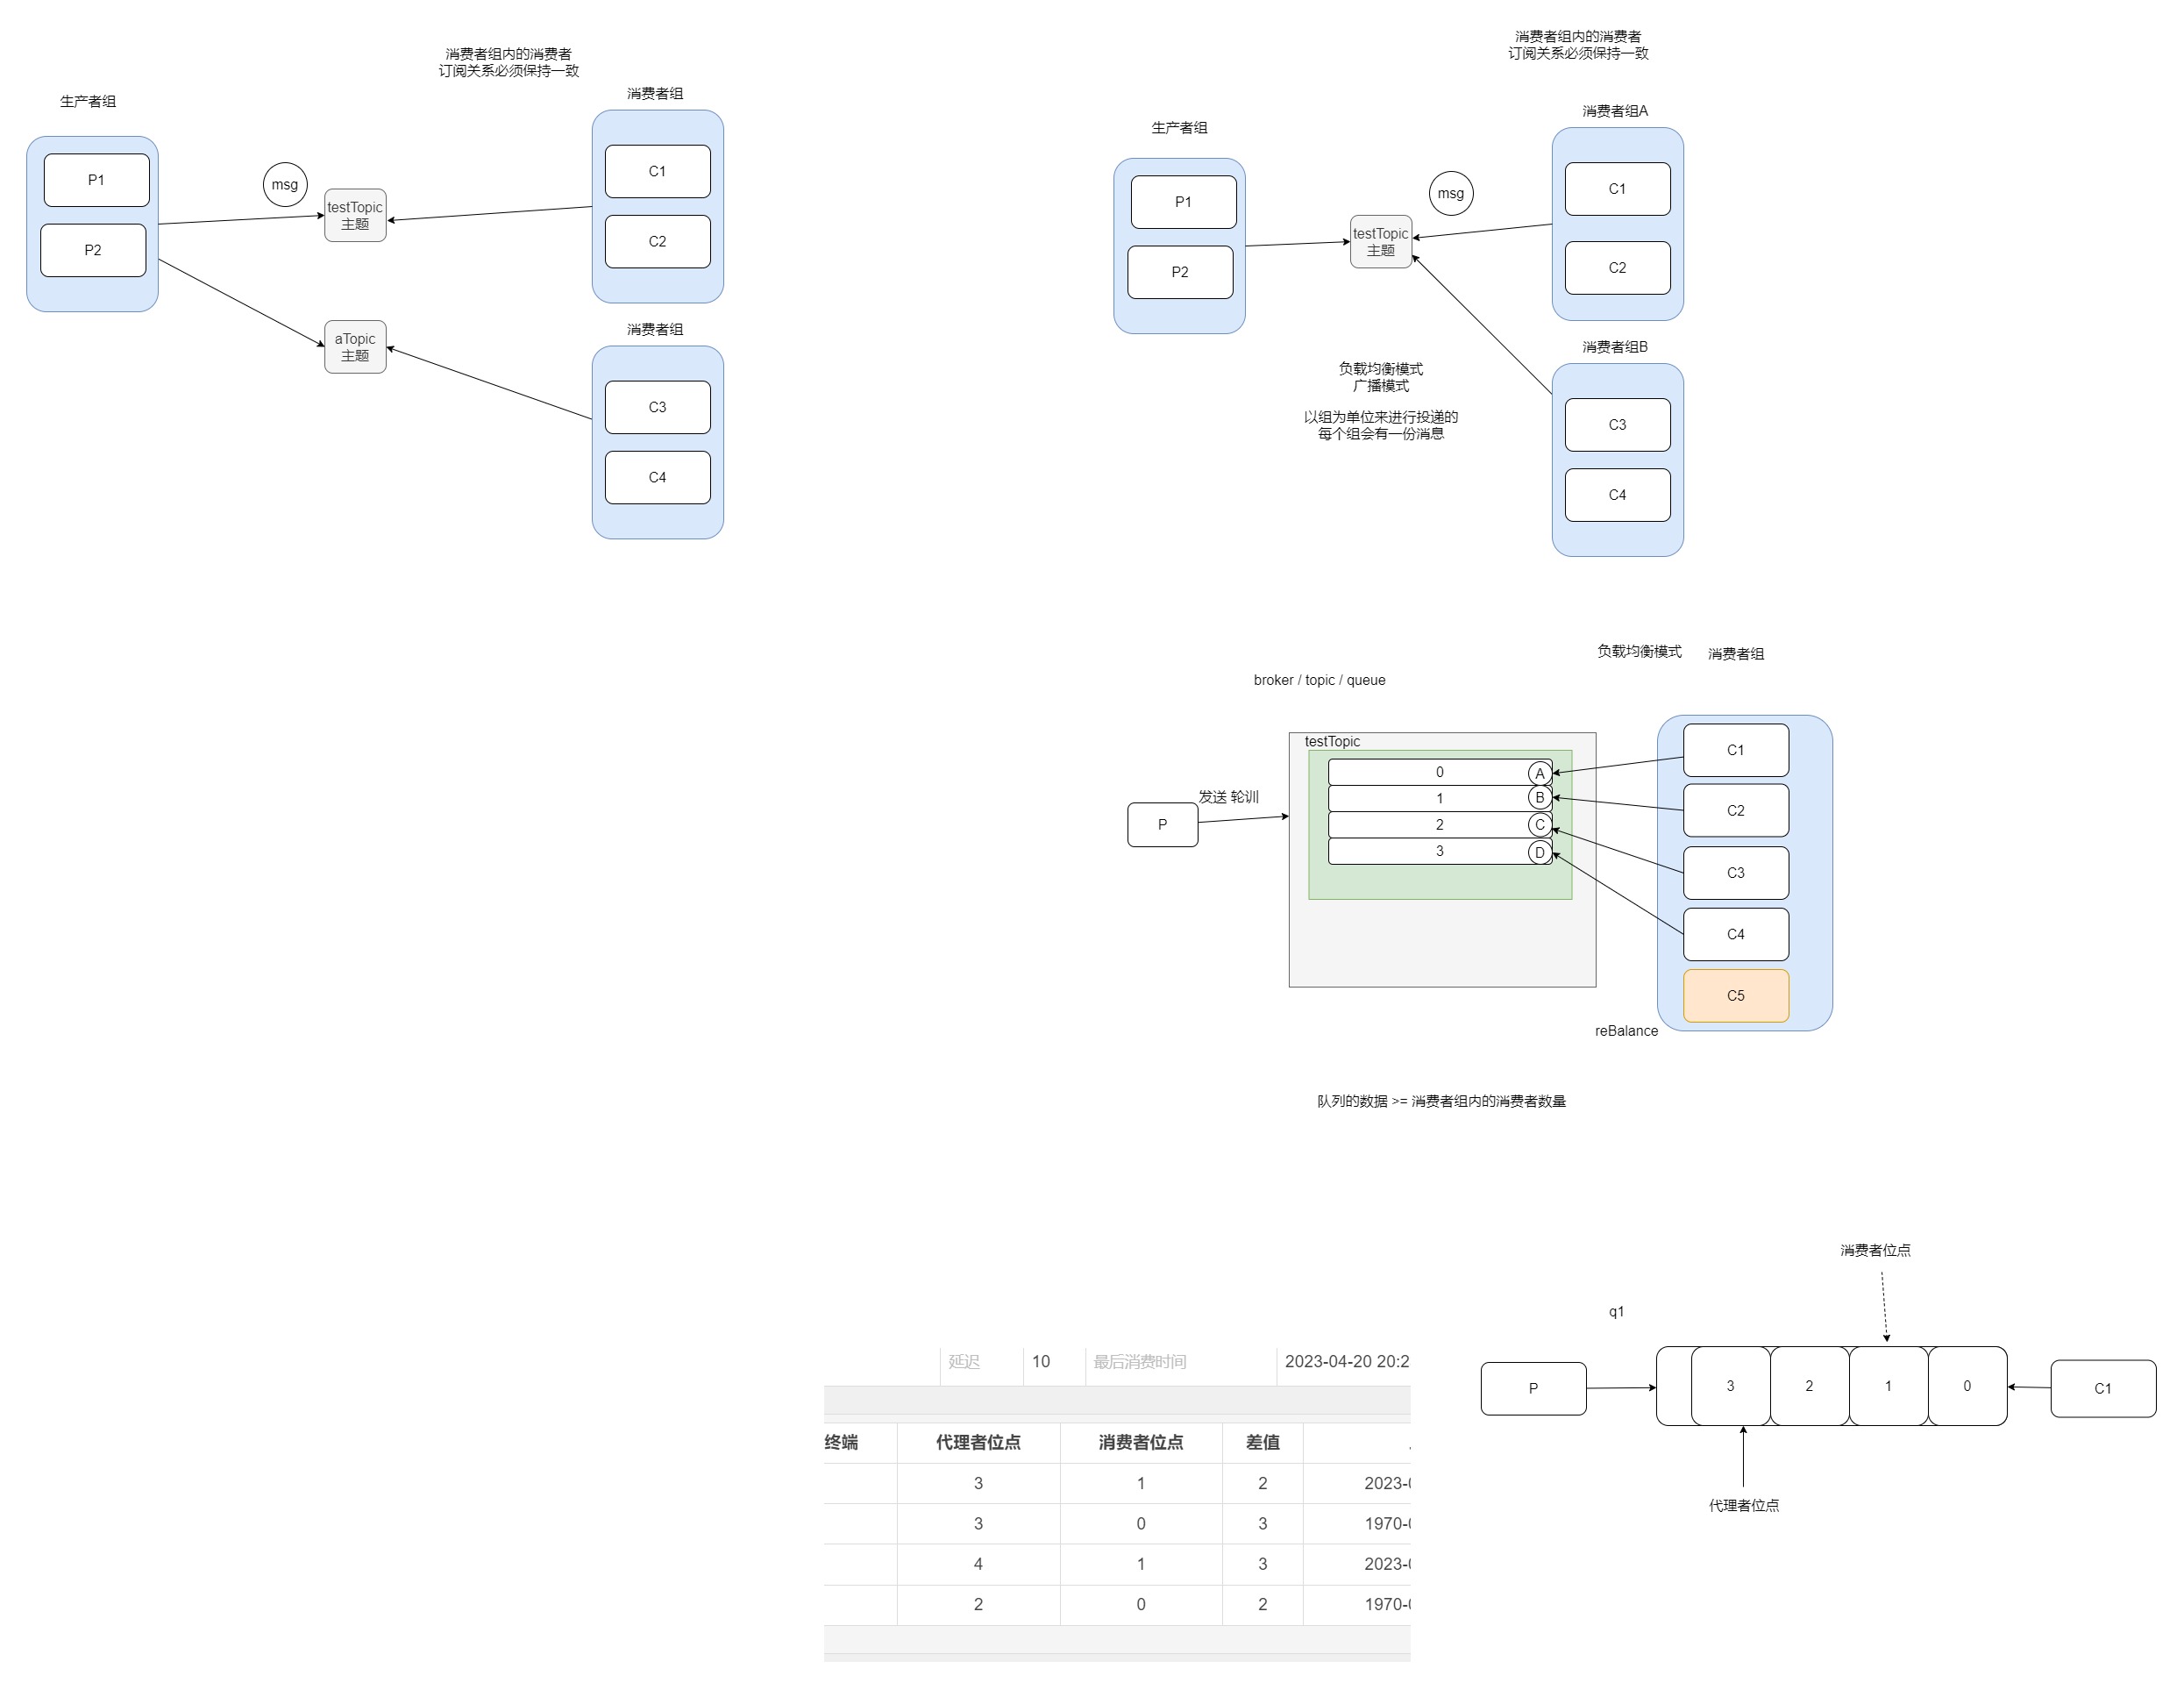 消费者组内的消费者
订阅关系必须保持一致
生产者组
消费者组
P1
P2
msg
testTopic
主题
C1
C2
aTopic
主题
消费者组
C3
C4
消费者组内的消费者
订阅关系必须保持一致
生产者组
消费者组A
P1
P2
msg
testTopic
主题
C1
C2
负载均衡模式
广播模式
以组为单位来进行投递的
每个组会有一份消息
消费者组B
C3
C4
负载均衡模式
消费者组
broker / topic / queue
testTopic
0
A
1
B
2
C
3
D
发送 轮训
P
C1
C2
C3
C4
C5
reBalance
队列的数据 >= 消费者组内的消费者数量
消费者位点
q1
P
3
2
1
0
C1
代理者位点
延迟 10 最后消费时间 2023-04-20 20:2
终端 代理者位点 消费者位点 差值
3 1 2 2023-0
3 0 3 1970-0
4 1 3 2023-0
2 0 2 1970-0